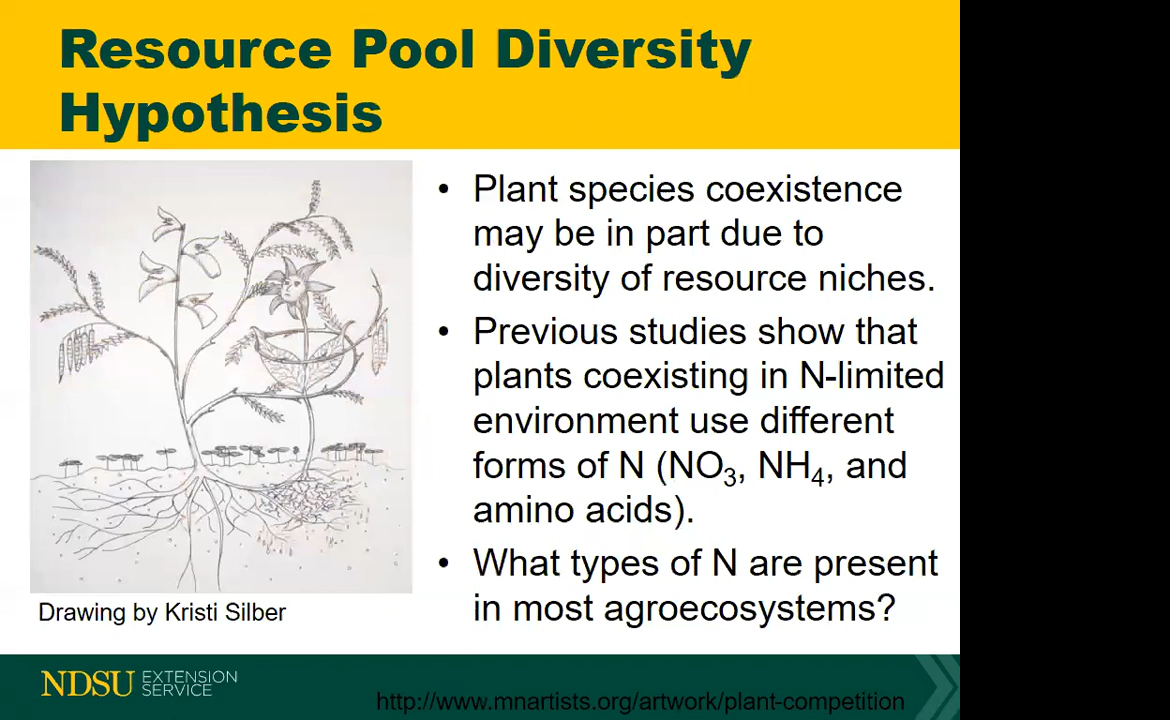 Resource Pool Diversity
Hypothesis
• Plant species coexistence
may be in part due to
diversity of resource niches.
• Previous studies show that
plants coexisting in N-limited
environment use different
forms of N (NO₃, NH₄, and
amino acids).
• What types of N are present
in most agroecosystems?
Drawing by Kristi Silber
NDSU EXTENSION
SERVICE
http://www.mnartists.org/artwork/plant-competition